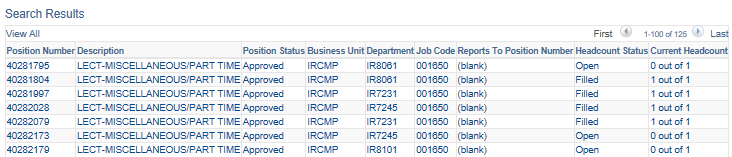 Search Results
View All First 1-100 of 125 Last
Position Number Description Position Status Business Unit Department Job Code Reports To Position Number Headcount Status Current Headcount
40281795 LECT-MISCELLANEOUS/PART TIME Approved IRCMP IR8061 001650 (blank) Open 0 out of 1
40281804 LECT-MISCELLANEOUS/PART TIME Approved IRCMP IR8061 001650 (blank) Filled 1 out of 1
40281997 LECT-MISCELLANEOUS/PART TIME Approved IRCMP IR7231 001650 (blank) Filled 1 out of 1
40282028 LECT-MISCELLANEOUS/PART TIME Approved IRCMP IR7245 001650 (blank) Filled 1 out of 1
40282079 LECT-MISCELLANEOUS/PART TIME Approved IRCMP IR7231 001650 (blank) Filled 1 out of 1
40282173 LECT-MISCELLANEOUS/PART TIME Approved IRCMP IR7245 001650 (blank) Open 0 out of 1
40282179 LECT-MISCELLANEOUS/PART TIME Approved IRCMP IR8101 001650 (blank) Open 0 out of 1